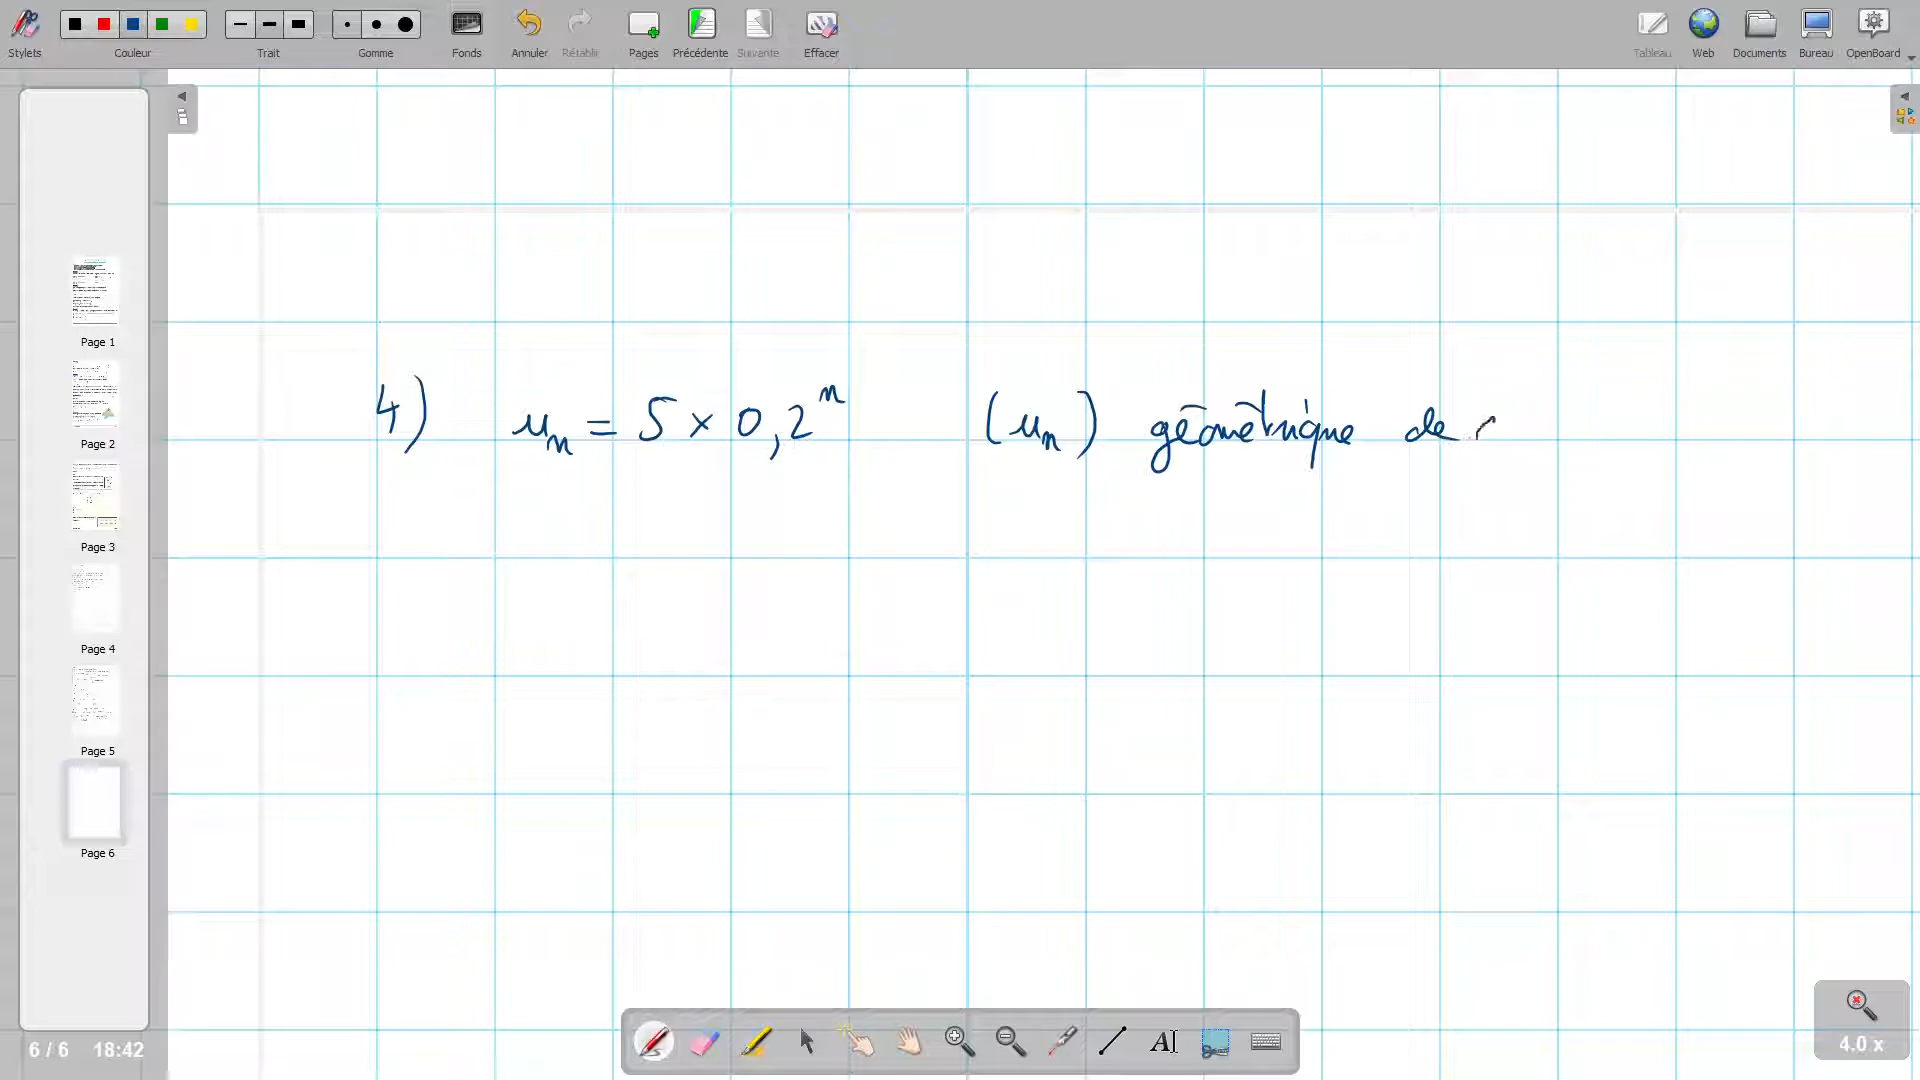 Stylets Couleur Trait Gomme Fonds Annuler Rétablir Pages Précédente Suivante Effacer Tableau Web Documents Bureau OpenBoard
Page 1
Page 2
Page 3
4) un = 5 × 0,2^n (un) géométrique de
Page 4
Page 5
Page 6
6 / 6 18:42
4.0 x